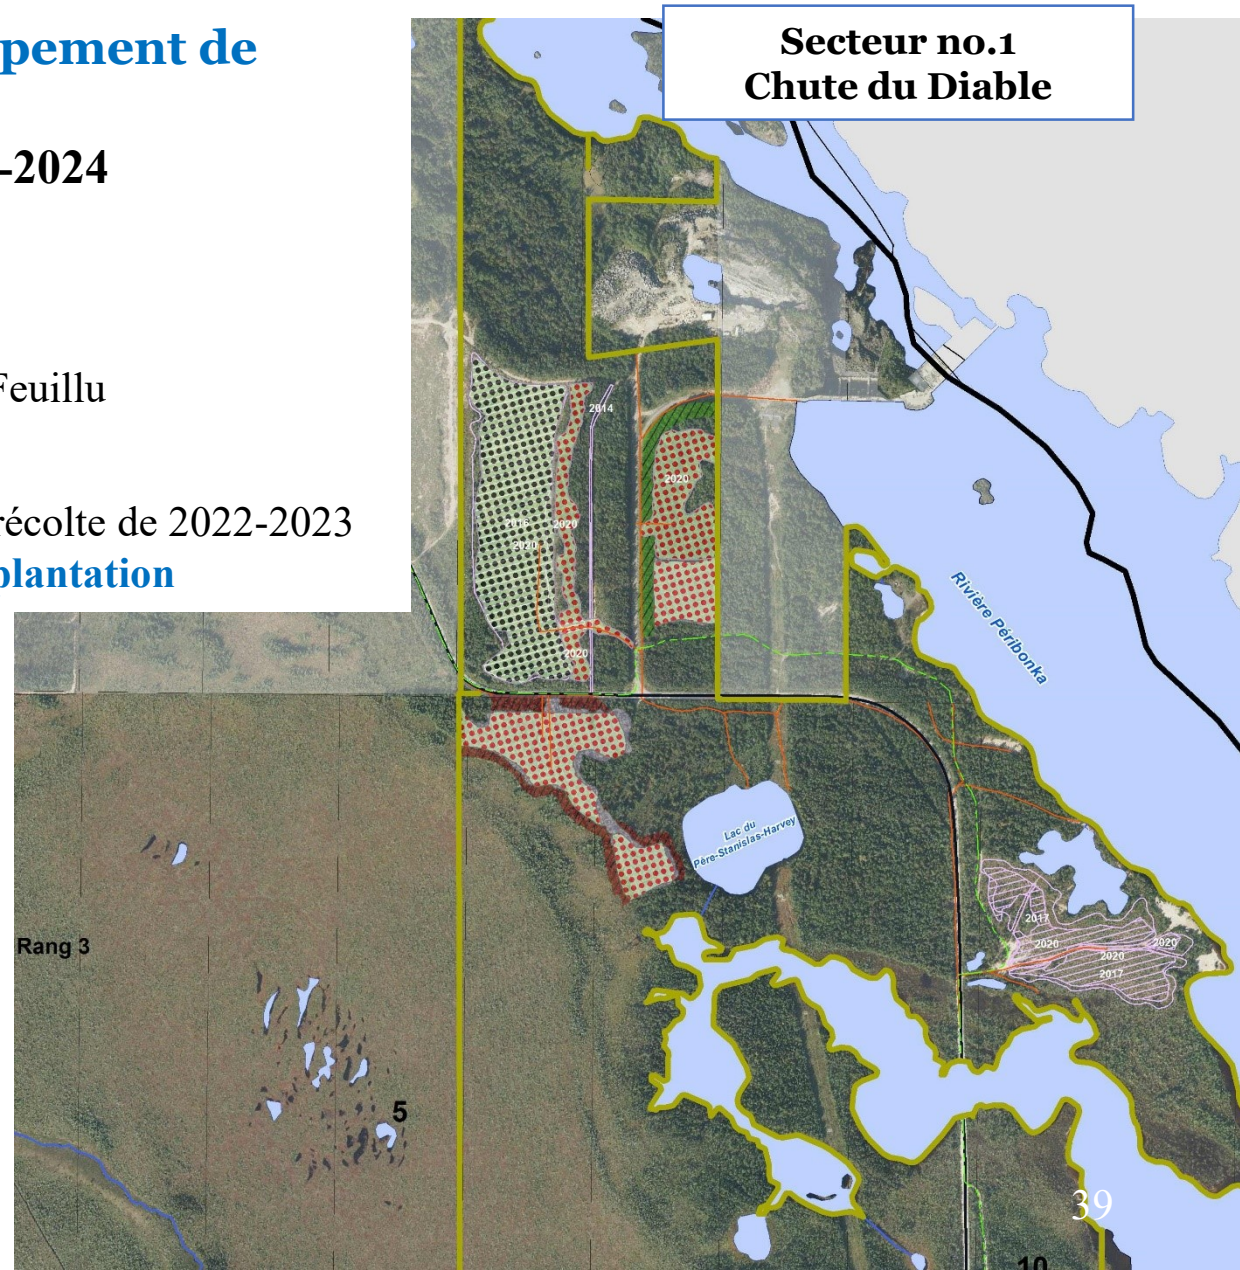 pement de
-2024
Feuillu
récolte de 2022-2023
plantation
Secteur no.1
Chute du Diable
2014
2020
2016
2020
2020
2020
Rivière Péribonka
Lac du
Père-Stanislas-Harvey
2017
2020
2020
2020
2017
Rang 3
5
39
10